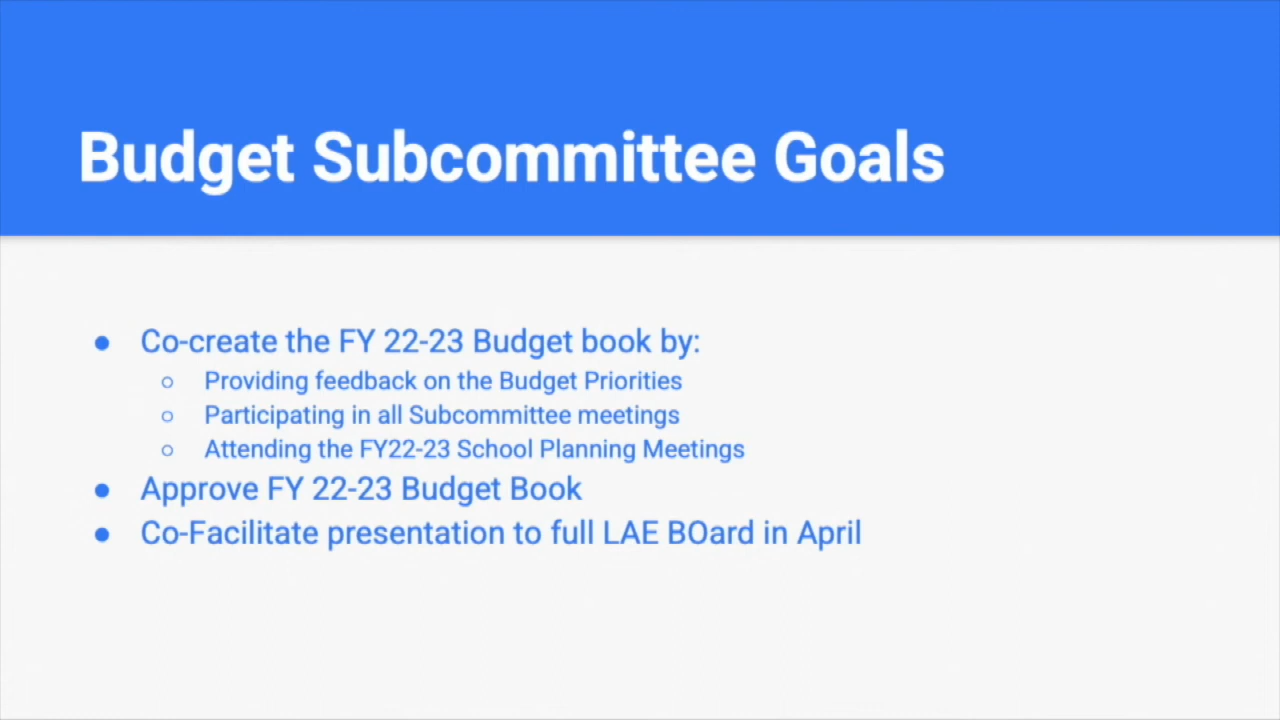 Budget Subcommittee Goals
● Co-create the FY 22-23 Budget book by:
○ Providing feedback on the Budget Priorities
○ Participating in all Subcommittee meetings
○ Attending the FY22-23 School Planning Meetings
● Approve FY 22-23 Budget Book
● Co-Facilitate presentation to full LAE BOard in April